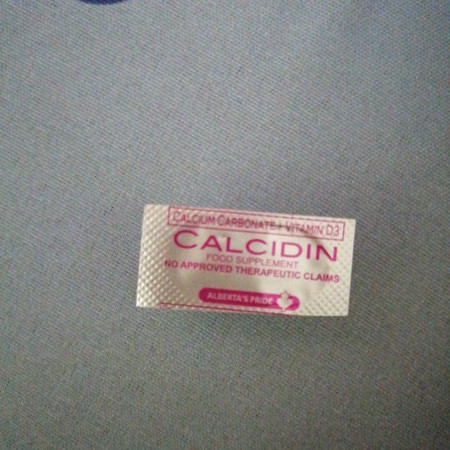 CALCIUM CARBONATE + VITAMIN D3
CALCIDIN
FOOD SUPPLEMENT
NO APPROVED THERAPEUTIC CLAIMS
ALBERTA'S PRIDE